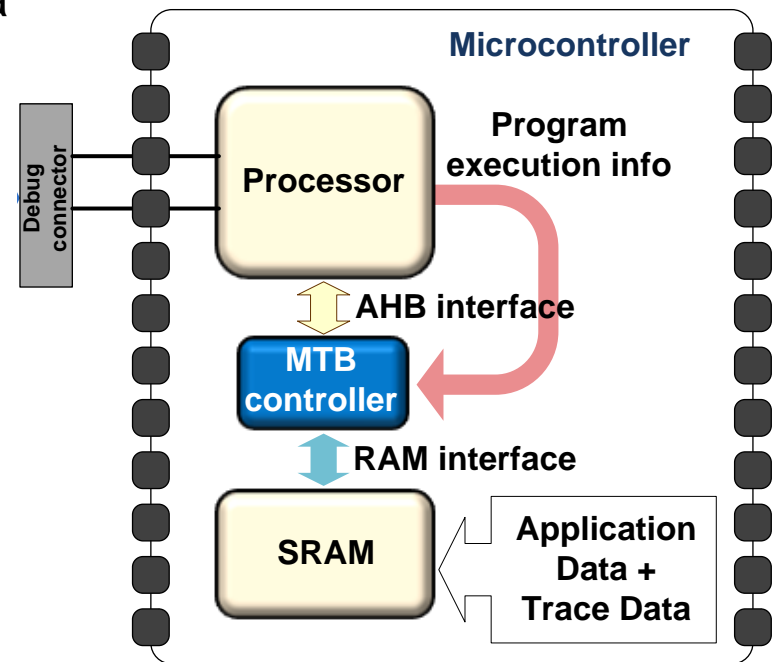 Microcontroller
Program
execution info
Processor
Debug
connector
AHB interface
MTB
controller
RAM interface
SRAM
Application
Data +
Trace Data